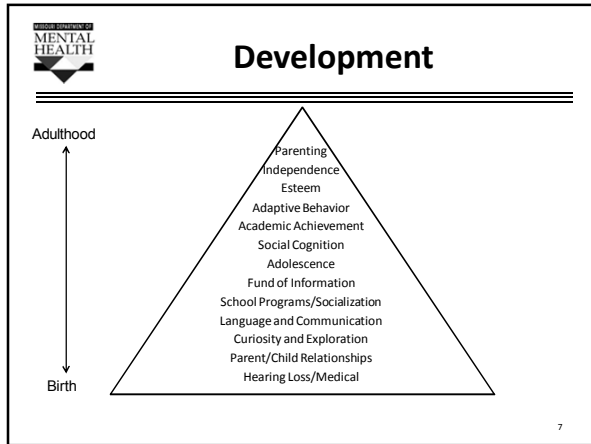 MISSOURI DEPARTMENT OF
MENTAL
HEALTH
Development
Adulthood
Parenting
Independence
Esteem
Adaptive Behavior
Academic Achievement
Social Cognition
Adolescence
Fund of Information
School Programs/Socialization
Language and Communication
Curiosity and Exploration
Parent/Child Relationships
Hearing Loss/Medical
Birth
7